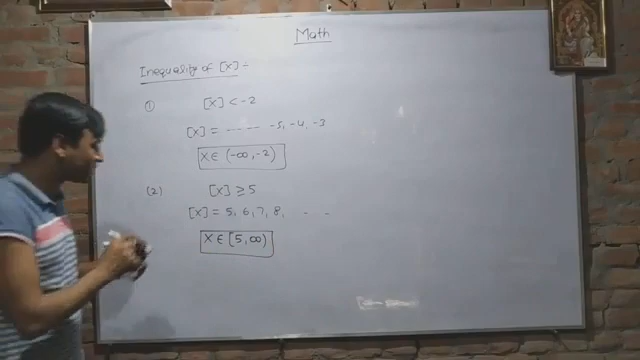 Math
Inequality of [x] :-
(1) [x] < -2
[x] = ---- --- -5, -4, -3
x ∈ (-∞, -2)
(2) [x] ≥ 5
[x] = 5, 6, 7, 8, - - -
x ∈ [5, ∞)